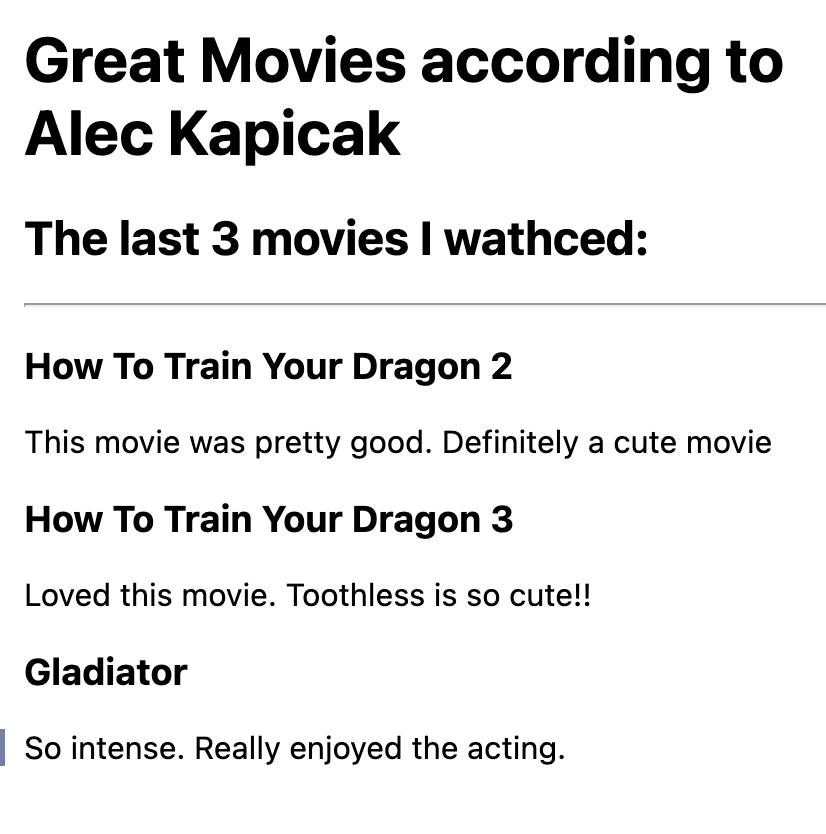 Great Movies according to
Alec Kapicak
The last 3 movies I wathced:
How To Train Your Dragon 2
This movie was pretty good. Definitely a cute movie
How To Train Your Dragon 3
Loved this movie. Toothless is so cute!!
Gladiator
So intense. Really enjoyed the acting.